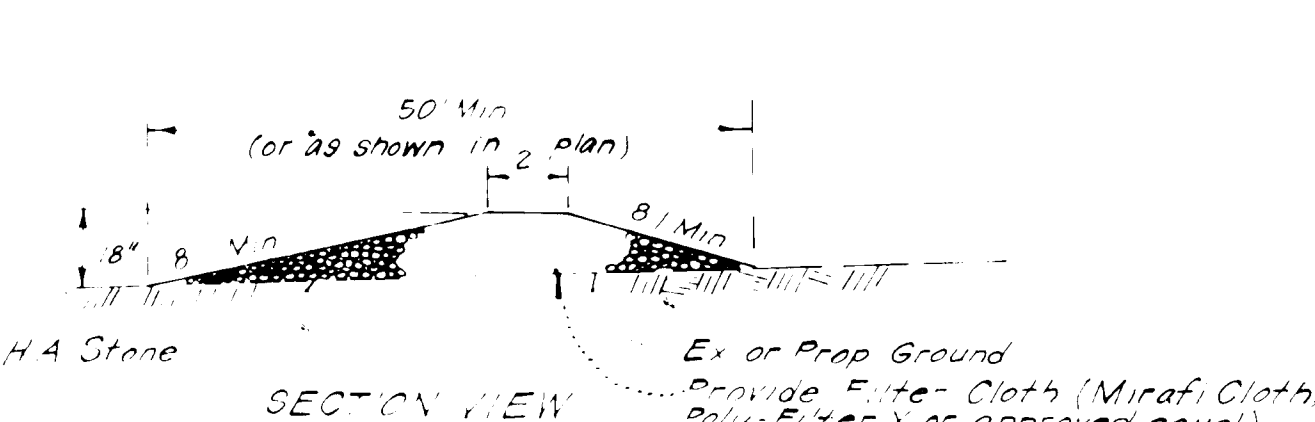 50' Min
(or as shown in plan)
2
18"
8 Min
8 / Min
H.A Stone
Ex or Prop Ground
SECTION VIEW
Provide Filter Cloth (Mirafi Cloth,
Poly-Filter X or approved equal)